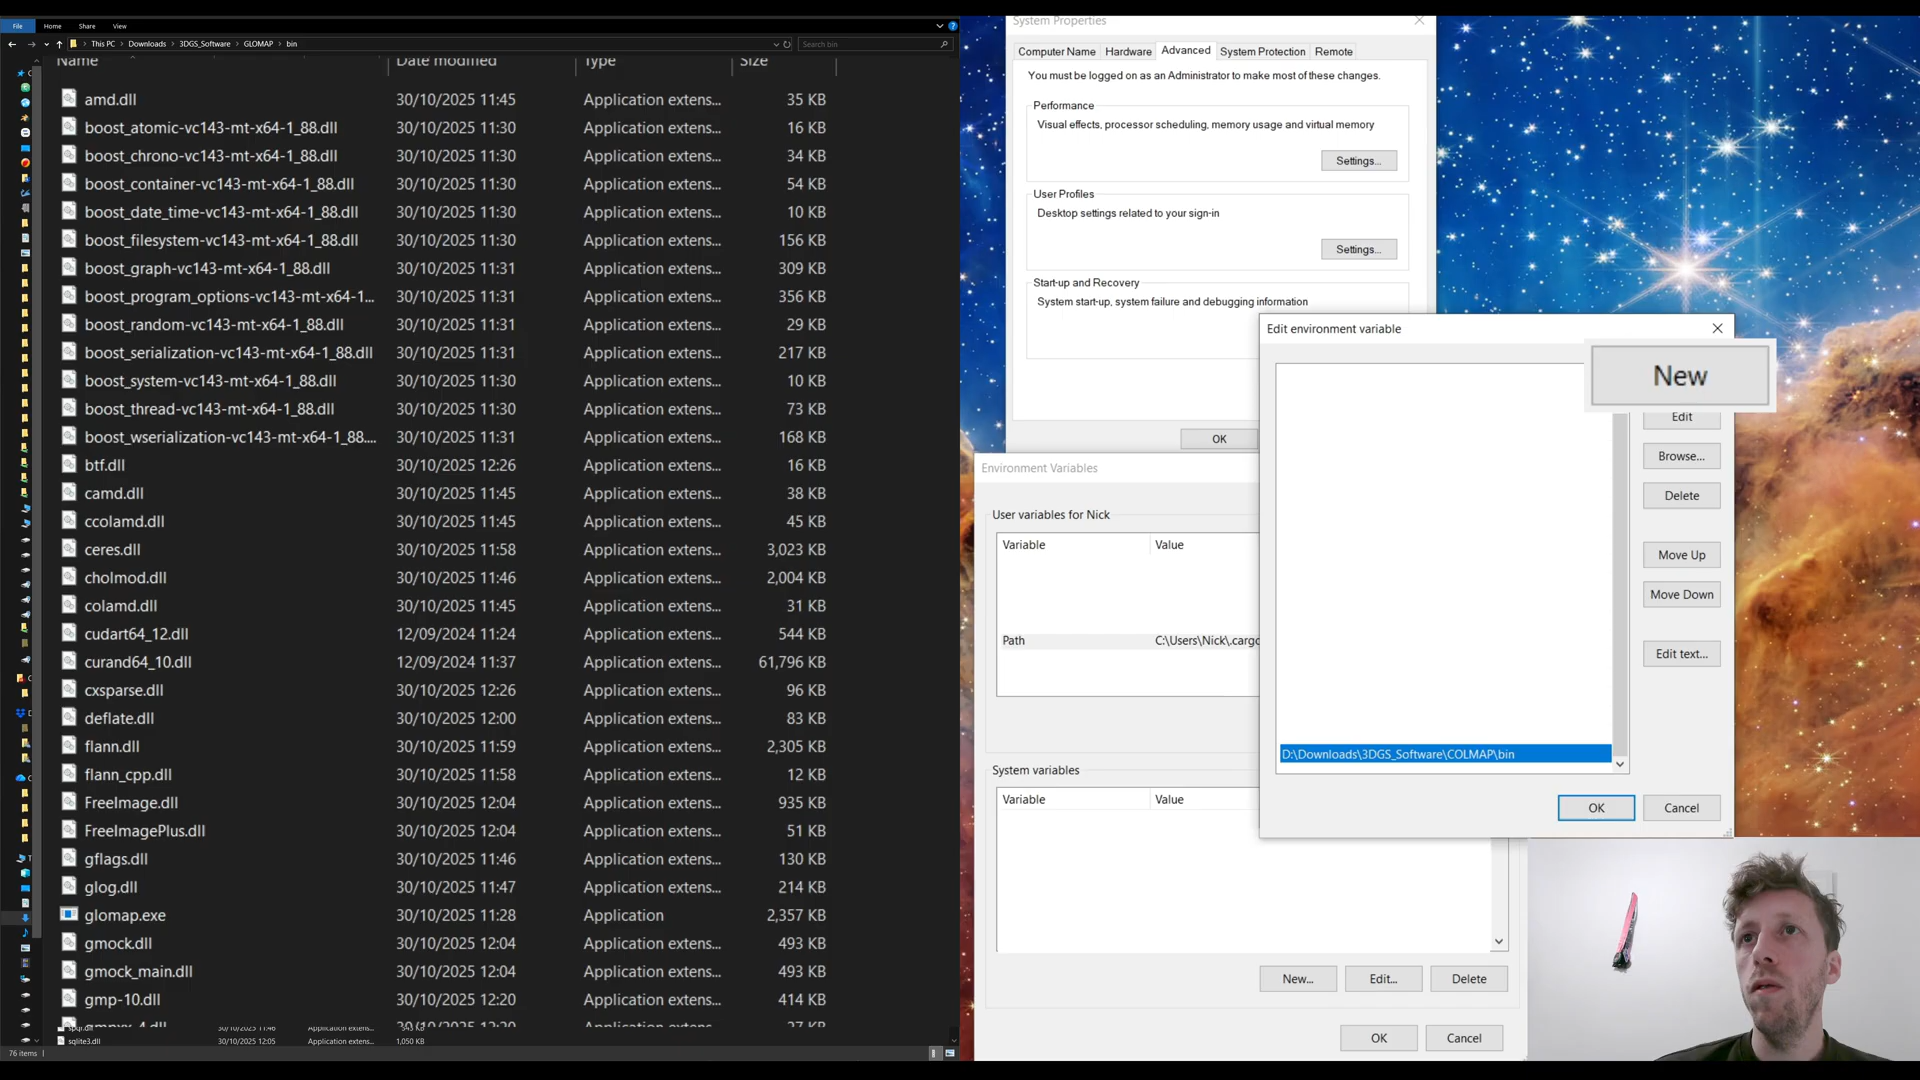 File Home Share View
This PC > Downloads > 3DGS_Software > GLOMAP > bin
Search bin
Name Date modified Type Size
amd.dll 30/10/2025 11:45 Application extens... 35 KB
boost_atomic-vc143-mt-x64-1_88.dll 30/10/2025 11:30 Application extens... 16 KB
boost_chrono-vc143-mt-x64-1_88.dll 30/10/2025 11:30 Application extens... 34 KB
boost_container-vc143-mt-x64-1_88.dll 30/10/2025 11:30 Application extens... 54 KB
boost_date_time-vc143-mt-x64-1_88.dll 30/10/2025 11:30 Application extens... 10 KB
boost_filesystem-vc143-mt-x64-1_88.dll 30/10/2025 11:30 Application extens... 156 KB
boost_graph-vc143-mt-x64-1_88.dll 30/10/2025 11:31 Application extens... 309 KB
boost_program_options-vc143-mt-x64-1... 30/10/2025 11:31 Application extens... 356 KB
boost_random-vc143-mt-x64-1_88.dll 30/10/2025 11:31 Application extens... 29 KB
boost_serialization-vc143-mt-x64-1_88.dll 30/10/2025 11:31 Application extens... 217 KB
boost_system-vc143-mt-x64-1_88.dll 30/10/2025 11:30 Application extens... 10 KB
boost_thread-vc143-mt-x64-1_88.dll 30/10/2025 11:30 Application extens... 73 KB
boost_wserialization-vc143-mt-x64-1_88.... 30/10/2025 11:31 Application extens... 168 KB
btf.dll 30/10/2025 12:26 Application extens... 16 KB
camd.dll 30/10/2025 11:45 Application extens... 38 KB
ccolamd.dll 30/10/2025 11:45 Application extens... 45 KB
ceres.dll 30/10/2025 11:58 Application extens... 3,023 KB
cholmod.dll 30/10/2025 11:46 Application extens... 2,004 KB
colamd.dll 30/10/2025 11:45 Application extens... 31 KB
cudart64_12.dll 12/09/2024 11:24 Application extens... 544 KB
curand64_10.dll 12/09/2024 11:37 Application extens... 61,796 KB
cxsparse.dll 30/10/2025 12:26 Application extens... 96 KB
deflate.dll 30/10/2025 12:00 Application extens... 83 KB
flann.dll 30/10/2025 11:59 Application extens... 2,305 KB
flann_cpp.dll 30/10/2025 11:58 Application extens... 12 KB
FreeImage.dll 30/10/2025 12:04 Application extens... 935 KB
FreeImagePlus.dll 30/10/2025 12:04 Application extens... 51 KB
gflags.dll 30/10/2025 11:46 Application extens... 130 KB
glog.dll 30/10/2025 11:47 Application extens... 214 KB
glomap.exe 30/10/2025 11:28 Application 2,357 KB
gmock.dll 30/10/2025 12:04 Application extens... 493 KB
gmock_main.dll 30/10/2025 12:04 Application extens... 493 KB
gmp-10.dll 30/10/2025 12:20 Application extens... 414 KB
sqlite3.dll 30/10/2025 12:05 Application extens... 1,050 KB
76 items
System Properties
Computer Name Hardware Advanced System Protection Remote
You must be logged on as an Administrator to make most of these changes.
Performance
Visual effects, processor scheduling, memory usage and virtual memory
Settings...
User Profiles
Desktop settings related to your sign-in
Settings...
Start-up and Recovery
System start-up, system failure and debugging information
OK
Environment Variables
User variables for Nick
Variable Value
Path C:\Users\Nick\.cargo
System variables
Variable Value
New... Edit... Delete
OK Cancel
Edit environment variable
New
Edit
Browse...
Delete
Move Up
Move Down
Edit text...
D:\Downloads\3DGS_Software\COLMAP\bin
OK Cancel